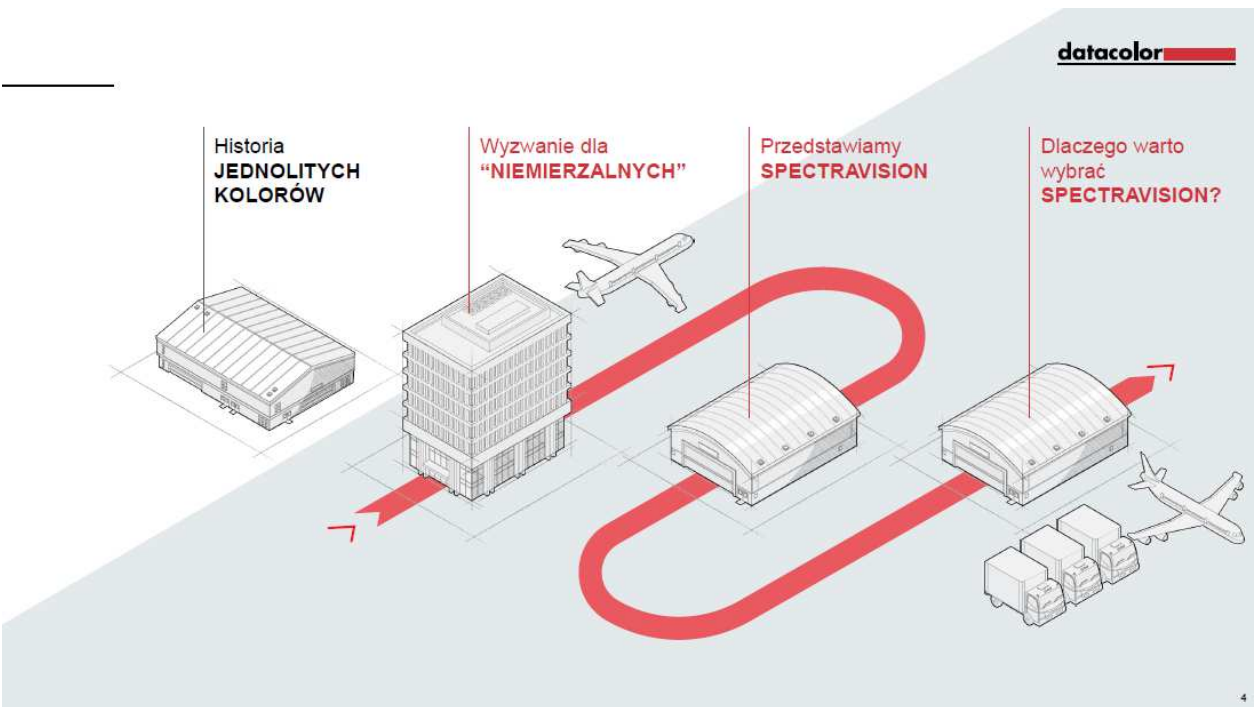 datacolor
Historia
JEDNOLITYCH
KOLORÓW
Wyzwanie dla
“NIEMIERZALNYCH”
Przedstawiamy
SPECTRAVISION
Dlaczego warto
wybrać
SPECTRAVISION?
4